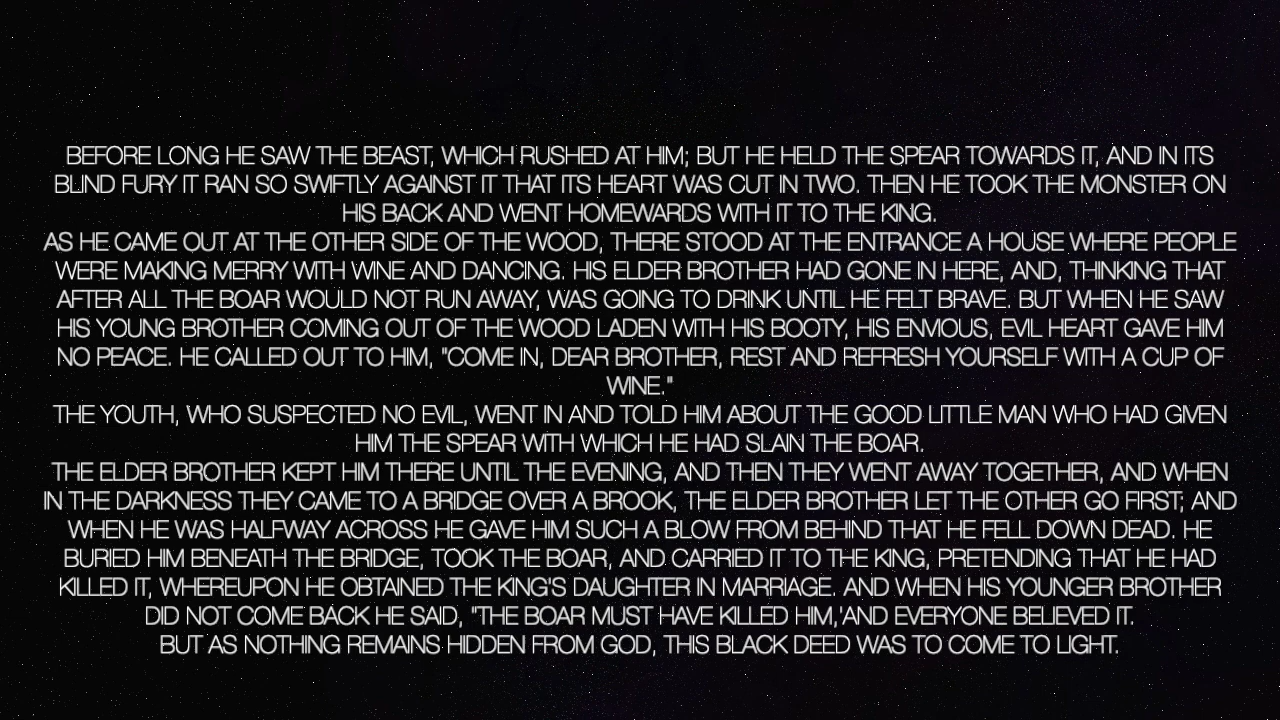 BEFORE LONG HE SAW THE BEAST, WHICH RUSHED AT HIM; BUT HE HELD THE SPEAR TOWARDS IT, AND IN ITS
BLIND FURY IT RAN SO SWIFTLY AGAINST IT THAT ITS HEART WAS CUT IN TWO. THEN HE TOOK THE MONSTER ON
HIS BACK AND WENT HOMEWARDS WITH IT TO THE KING.
AS HE CAME OUT AT THE OTHER SIDE OF THE WOOD, THERE STOOD AT THE ENTRANCE A HOUSE WHERE PEOPLE
WERE MAKING MERRY WITH WINE AND DANCING. HIS ELDER BROTHER HAD GONE IN HERE, AND, THINKING THAT
AFTER ALL THE BOAR WOULD NOT RUN AWAY, WAS GOING TO DRINK UNTIL HE FELT BRAVE. BUT WHEN HE SAW
HIS YOUNG BROTHER COMING OUT OF THE WOOD LADEN WITH HIS BOOTY, HIS ENVIOUS, EVIL HEART GAVE HIM
NO PEACE. HE CALLED OUT TO HIM, "COME IN, DEAR BROTHER, REST AND REFRESH YOURSELF WITH A CUP OF
WINE."
THE YOUTH, WHO SUSPECTED NO EVIL, WENT IN AND TOLD HIM ABOUT THE GOOD LITTLE MAN WHO HAD GIVEN
HIM THE SPEAR WITH WHICH HE HAD SLAIN THE BOAR.
THE ELDER BROTHER KEPT HIM THERE UNTIL THE EVENING, AND THEN THEY WENT AWAY TOGETHER, AND WHEN
IN THE DARKNESS THEY CAME TO A BRIDGE OVER A BROOK, THE ELDER BROTHER LET THE OTHER GO FIRST; AND
WHEN HE WAS HALFWAY ACROSS HE GAVE HIM SUCH A BLOW FROM BEHIND THAT HE FELL DOWN DEAD. HE
BURIED HIM BENEATH THE BRIDGE, TOOK THE BOAR, AND CARRIED IT TO THE KING, PRETENDING THAT HE HAD
KILLED IT, WHEREUPON HE OBTAINED THE KING'S DAUGHTER IN MARRIAGE. AND WHEN HIS YOUNGER BROTHER
DID NOT COME BACK HE SAID, "THE BOAR MUST HAVE KILLED HIM,'AND EVERYONE BELIEVED IT.
BUT AS NOTHING REMAINS HIDDEN FROM GOD, THIS BLACK DEED WAS TO COME TO LIGHT.